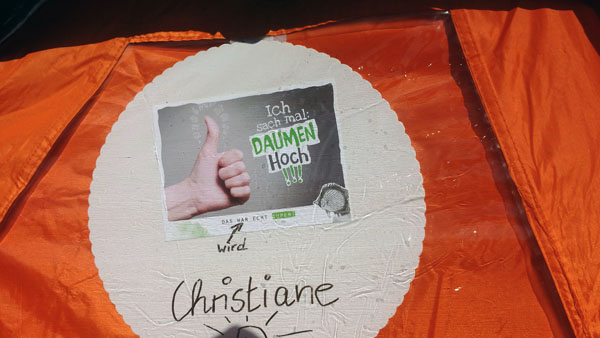 Ich
sach mal:
DAUMEN
Hoch
!!!
DAS WAR ECHT
wird
Christiane